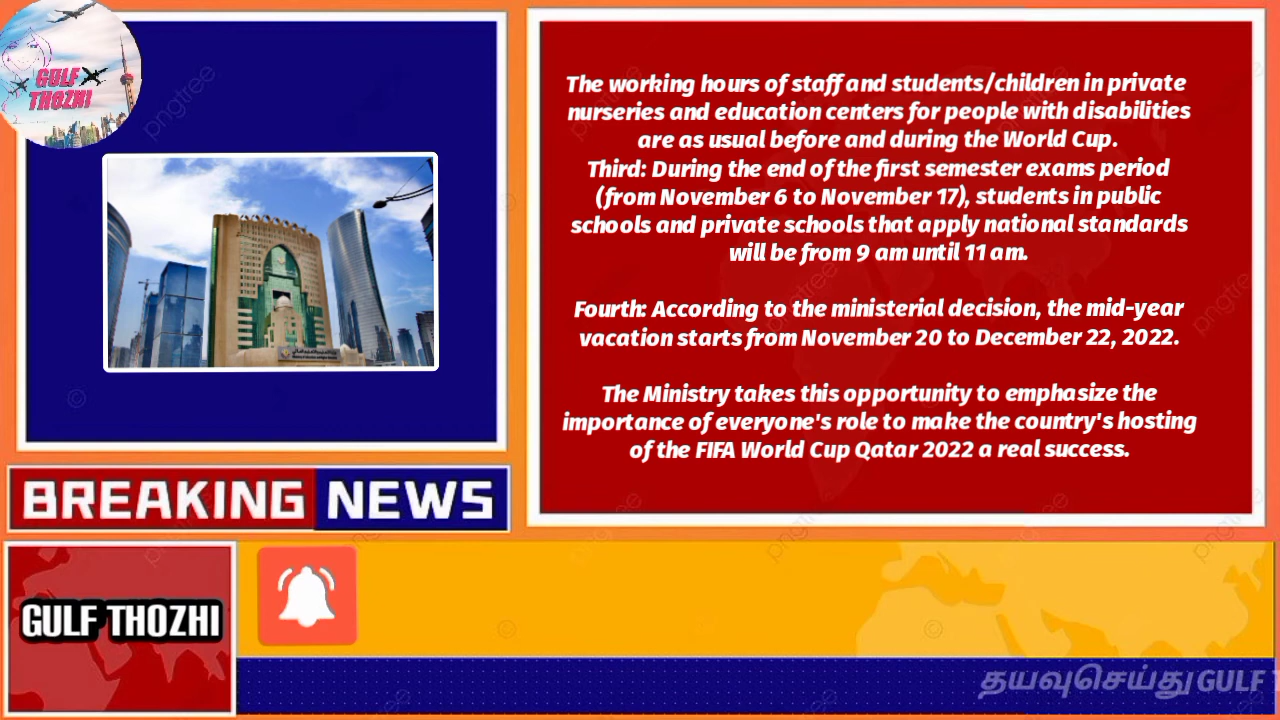 GULF
THOZHI
The working hours of staff and students/children in private
nurseries and education centers for people with disabilities
are as usual before and during the World Cup.
Third: During the end of the first semester exams period
(from November 6 to November 17), students in public
schools and private schools that apply national standards
will be from 9 am until 11 am.
Fourth: According to the ministerial decision, the mid-year
vacation starts from November 20 to December 22, 2022.
The Ministry takes this opportunity to emphasize the
importance of everyone's role to make the country's hosting
of the FIFA World Cup Qatar 2022 a real success.
BREAKING NEWS
GULF THOZHI
தயவுசெய்து GULF
pngtree
pngtree
pngtree
pngtree
pngtree
pngtree